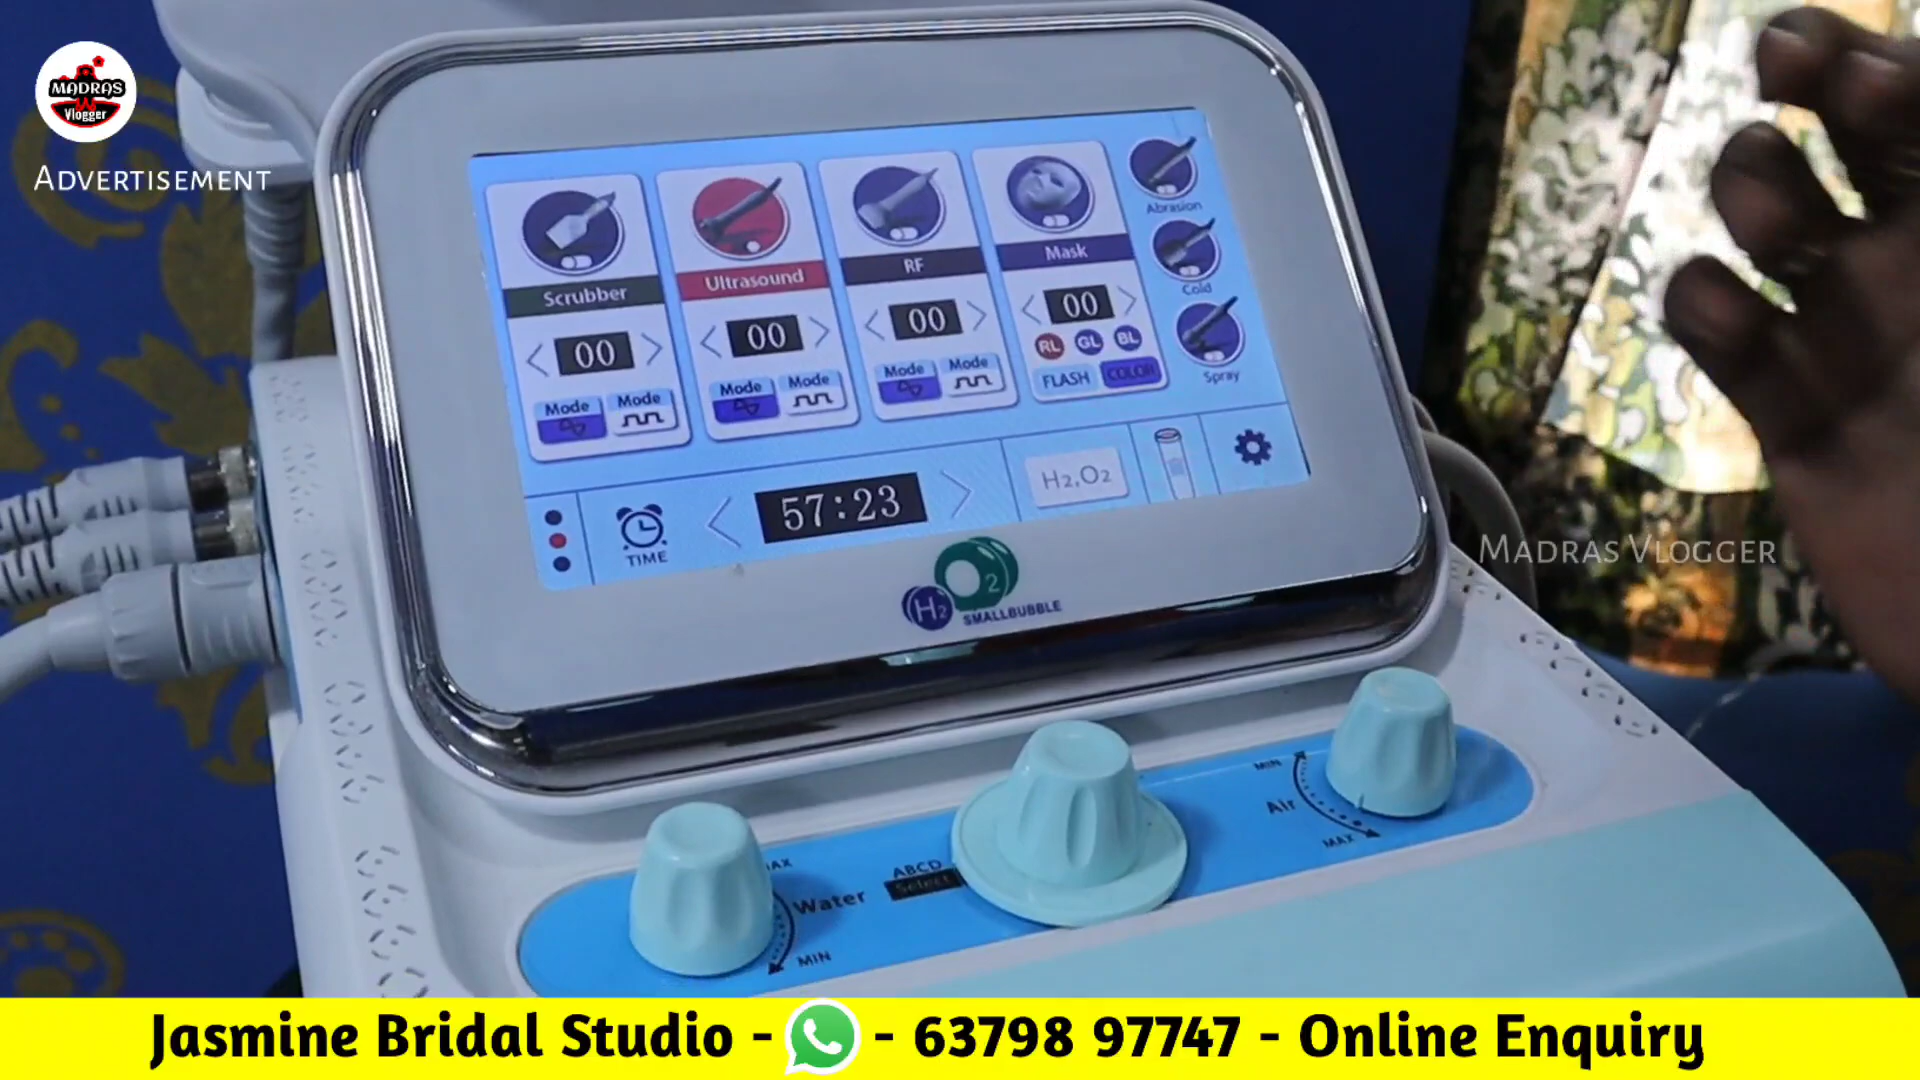 MADRAS
Vlogger
Advertisement
Scrubber
00
Mode Mode
Ultrasound
00
Mode Mode
RF
00
Mode Mode
Mask
00
RL GL BL
FLASH COLOR
Abrasion
Cold
Spray
TIME
57:23
H2,O2
H2 O2
SMALLBUBBLE
Madras Vlogger
MIN
Air
MAX
ABCD
Select
Water
MIN
Jasmine Bridal Studio - - 63798 97747 - Online Enquiry